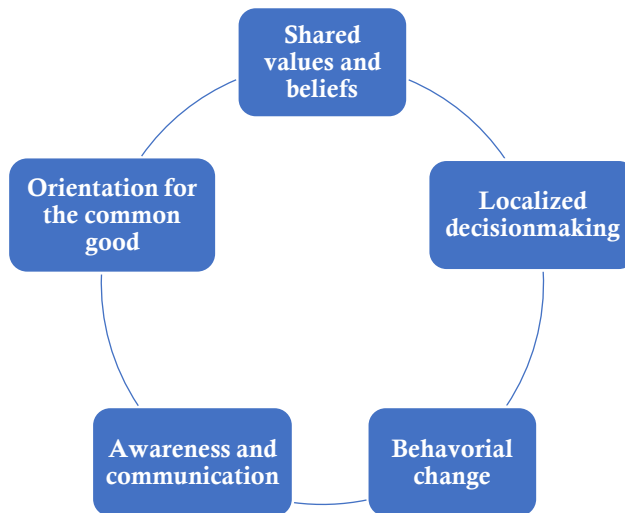 Shared
values and
beliefs
Localized
decisionmaking
Behavorial
change
Awareness and
communication
Orientation for
the common
good